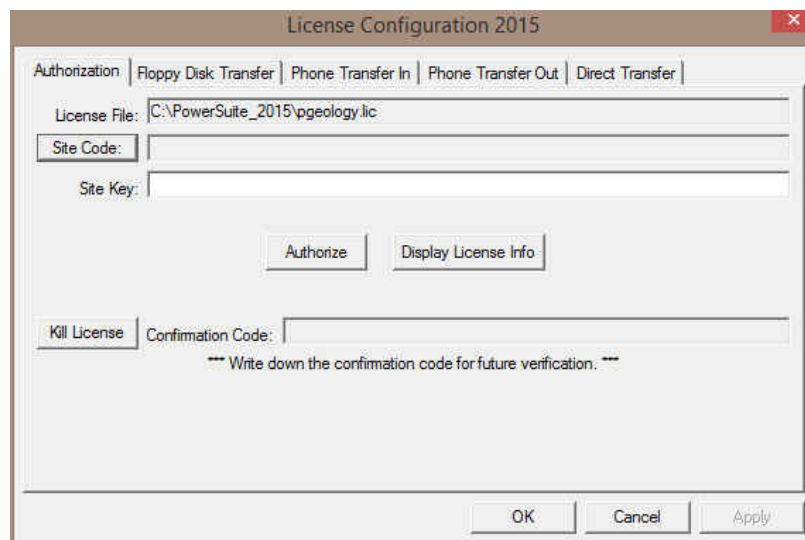 License Configuration 2015
Authorization Floppy Disk Transfer Phone Transfer In Phone Transfer Out Direct Transfer
License File: C:\PowerSuite_2015\pgeology.lic
Site Code:
Site Key:
Authorize Display License Info
Kill License Confirmation Code:
*** Write down the confirmation code for future verification. ***
OK Cancel Apply